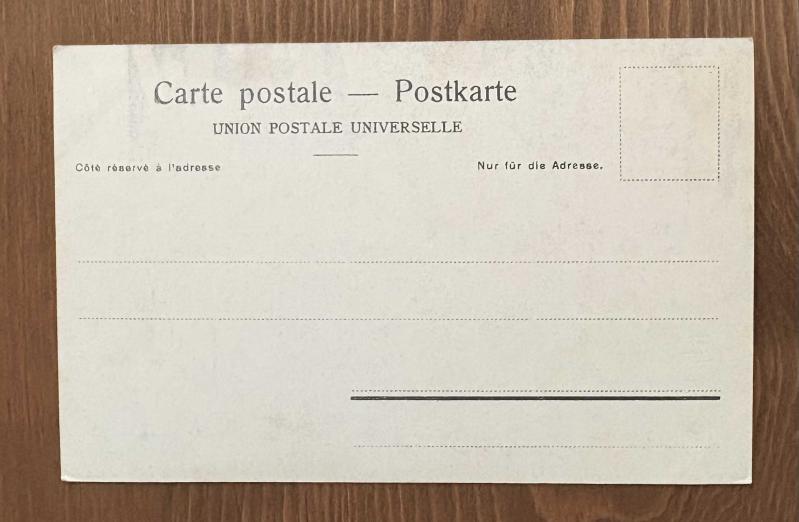 Carte postale — Postkarte
UNION POSTALE UNIVERSELLE
Côté réservé à l'adresse
Nur für die Adresse.